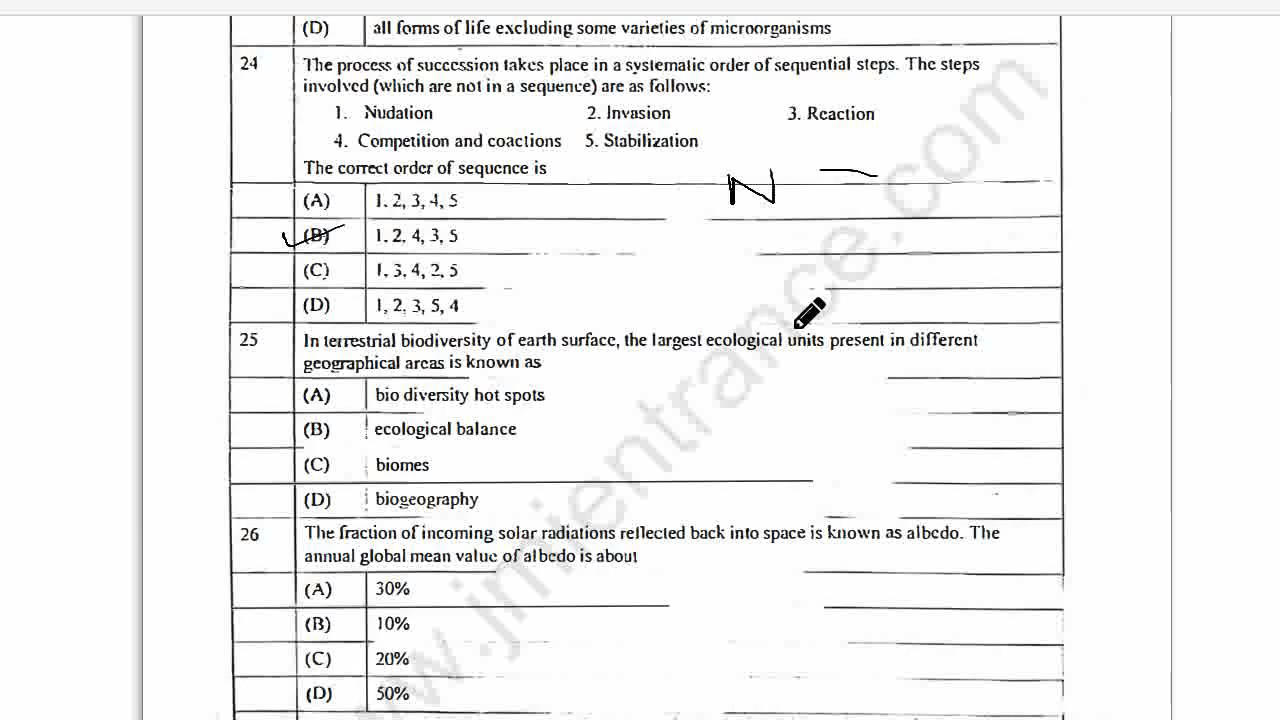 (D) all forms of life excluding some varieties of microorganisms
24 The process of succession takes place in a systematic order of sequential steps. The steps
involved (which are not in a sequence) are as follows:
1. Nudation 2. Invasion 3. Reaction
4. Competition and coactions 5. Stabilization
The correct order of sequence is
N
(A) 1. 2, 3, 4, 5
(B) 1. 2, 4, 3, 5
(C) 1, 3, 4, 2, 5
(D) 1, 2, 3, 5, 4
25 In terrestrial biodiversity of earth surface, the largest ecological units present in different
geographical areas is known as
(A) bio diversity hot spots
(B) ecological balance
(C) biomes
(D) biogeography
26 The fraction of incoming solar radiations reflected back into space is known as albedo. The
annual global mean value of albedo is about
(A) 30%
(B) 10%
(C) 20%
(D) 50%
www.jmientrance.com